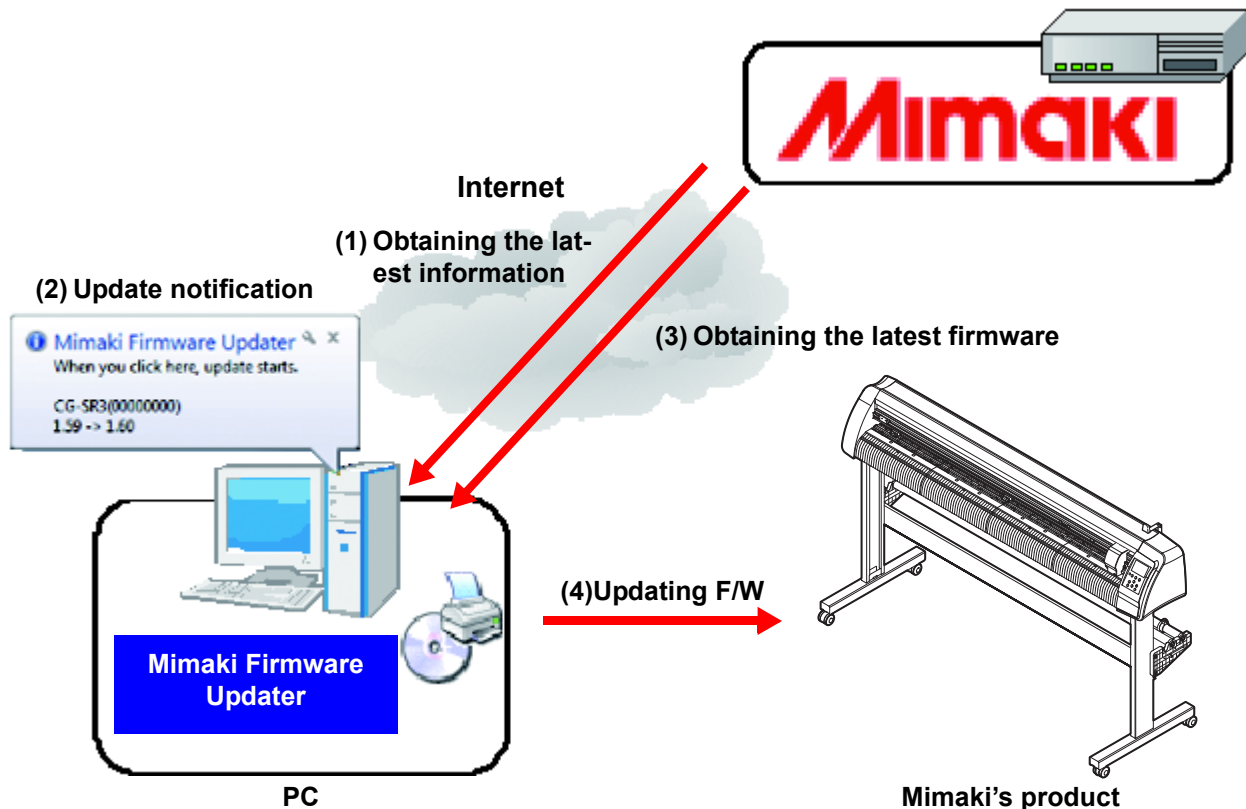 Mimaki
Internet
(1) Obtaining the lat-
est information
(2) Update notification
Mimaki Firmware Updater
When you click here, update starts.
CG-SR3(00000000)
1.59 -> 1.60
(3) Obtaining the latest firmware
(4)Updating F/W
Mimaki Firmware
Updater
PC
Mimaki's product